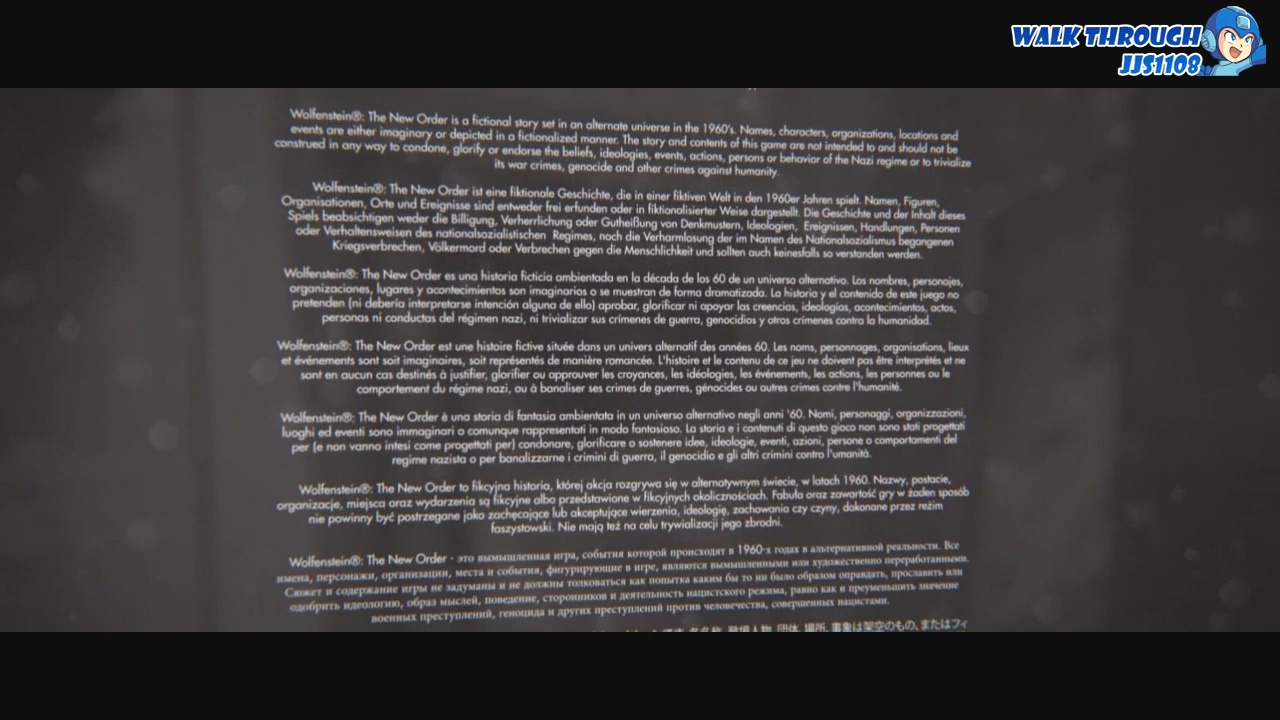 WALK THROUGH
JJS1108
Wolfenstein®: The New Order is a fictional story set in an alternate universe in the 1960's. Names, characters, organizations, locations and
events are either imaginary or depicted in a fictionalized manner. The story and contents of this game are not intended to and should not be
construed in any way to condone, glorify or endorse the beliefs, ideologies, events, actions, persons or behavior of the Nazi regime or to trivialize
its war crimes, genocide and other crimes against humanity.
Wolfenstein®: The New Order ist eine fiktionale Geschichte, die in einer fiktiven Welt in den 1960er Jahren spielt. Namen, Figuren,
Organisationen, Orte und Ereignisse sind entweder frei erfunden oder in fiktionalisierter Weise dargestellt. Die Geschichte und der Inhalt dieses
Spiels beabsichtigen weder die Billigung, Verherrlichung oder Gutheißung von Denkmustern, Ideologien, Ereignissen, Handlungen, Personen
oder Verhaltensweisen des nationalsozialistischen Regimes, noch die Verharmlosung der im Namen des Nationalsozialismus begangenen
Kriegsverbrechen, Völkermord oder Verbrechen gegen die Menschlichkeit und sollten auch keinesfalls so verstanden werden.
Wolfenstein®: The New Order es una historia ficticia ambientada en la década de los 60 de un universo alternativo. Los nombres, personajes,
organizaciones, lugares y acontecimientos son imaginarios o se muestran de forma dramatizada. La historia y el contenido de este juego no
pretenden (ni debería interpretarse intención alguna de ello) aprobar, glorificar ni apoyar las creencias, ideologías, acontecimientos, actos,
personas ni conductas del régimen nazi, ni trivializar sus crímenes de guerra, genocidios y otros crímenes contra la humanidad.
Wolfenstein®: The New Order est une histoire fictive située dans un univers alternatif des années 60. Les noms, personnages, organisations, lieux
et événements sont soit imaginaires, soit représentés de manière romancée. L'histoire et le contenu de ce jeu ne doivent pas être interprétés et ne
sont en aucun cas destinés à justifier, glorifier ou approuver les croyances, les idéologies, les événements, les actions, les personnes ou le
comportement du régime nazi, ou à banaliser ses crimes de guerres, génocides ou autres crimes contre l'humanité.
Wolfenstein®: The New Order è una storia di fantasia ambientata in un universo alternativo negli anni '60. Nomi, personaggi, organizzazioni,
luoghi ed eventi sono immaginari o comunque rappresentati in modo fantasioso. La storia e i contenuti di questo gioco non sono stati progettati
per (e non vanno intesi come progettati per) condonare, glorificare o sostenere idee, ideologie, eventi, azioni, persone o comportamenti del
regime nazista o per banalizzarne i crimini di guerra, il genocidio e gli altri crimini contro l'umanità.
Wolfenstein®: The New Order to fikcyjna historia, której akcja rozgrywa się w alternatywnym świecie, w latach 1960. Nazwy, postacie,
organizacje, miejsca oraz wydarzenia są fikcyjne albo przedstawione w fikcyjnych okolicznościach. Fabuła oraz zawartość gry w żaden sposób
nie powinny być postrzegane jako zachęcające lub akceptujące wierzenia, ideologię, zachowania czy czyny, dokonane przez reżim
faszystowski. Nie mają też na celu trywializacji jego zbrodni.
Wolfenstein®: The New Order - это вымышленная игра, события которой происходят в 1960-х годах в альтернативной реальности. Все
имена, персонажи, организации, места и события, фигурирующие в игре, являются вымышленными или художественно переработанными.
Сюжет и содержание игры не задуманы и не должны толковаться как попытка каким бы то ни было образом оправдать, прославить или
одобрить идеологию, образ мыслей, поведение, сторонников и деятельность нацистского режима, равно как и преуменьшить значение
военных преступлений, геноцида и других преступлений против человечества, совершенных нацистами.
団体、場所、事象は架空のもの、またはフィ